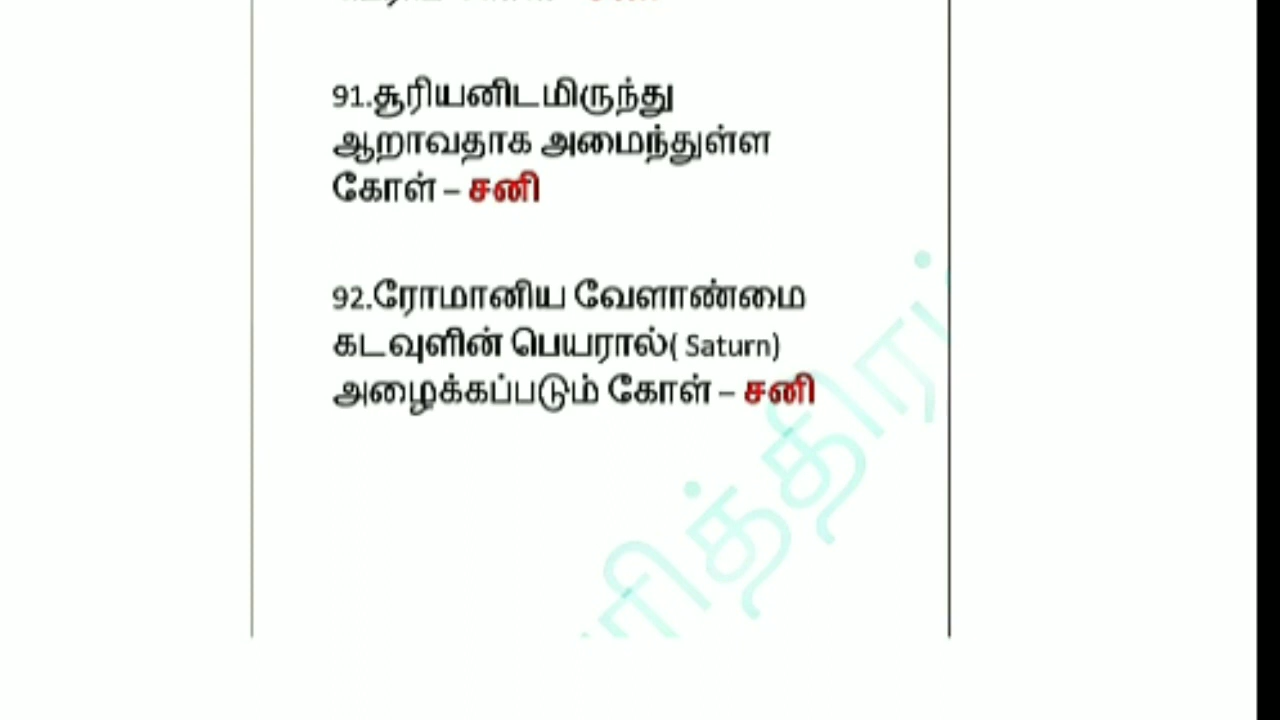 91.சூரியனிடமிருந்து
ஆறாவதாக அமைந்துள்ள
கோள் – சனி
92.ரோமானிய வேளாண்மை
கடவுளின் பெயரால்( Saturn)
அழைக்கப்படும் கோள் – சனி